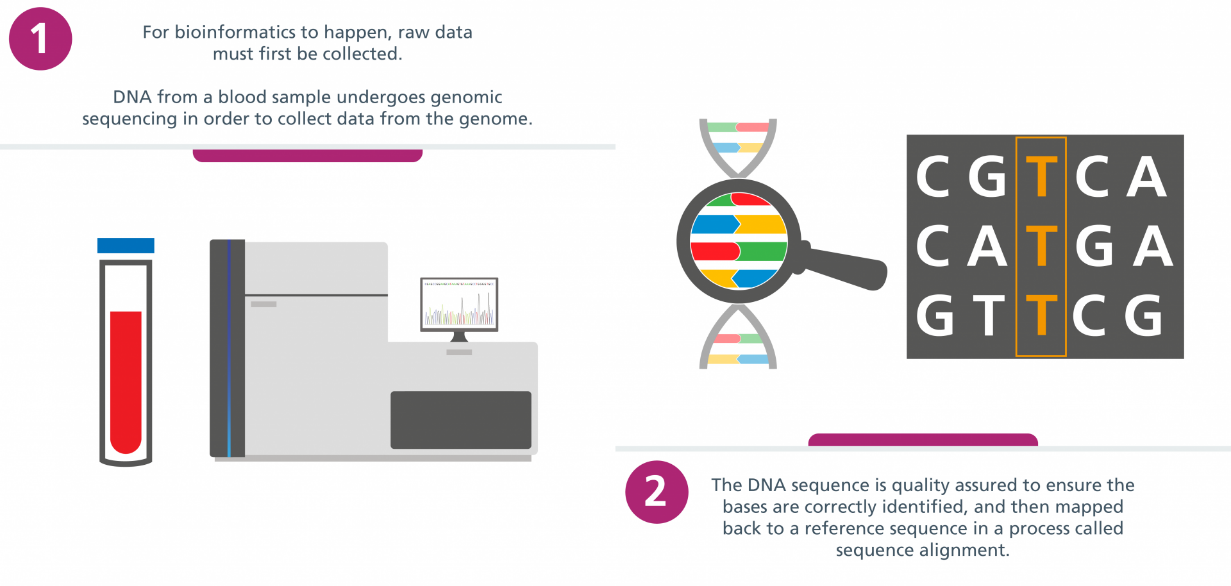 1
For bioinformatics to happen, raw data
must first be collected.
DNA from a blood sample undergoes genomic
sequencing in order to collect data from the genome.
C G T C A
C A T G A
G T T C G
2
The DNA sequence is quality assured to ensure the
bases are correctly identified, and then mapped
back to a reference sequence in a process called
sequence alignment.